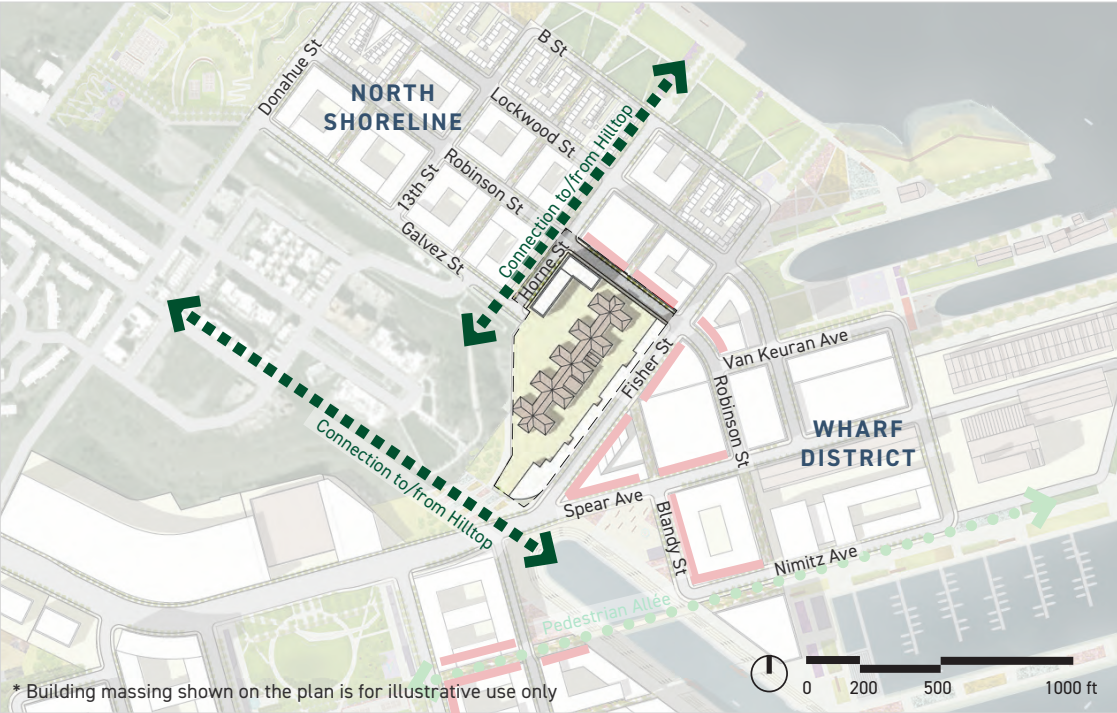 B St
Donahue St
NORTH
SHORELINE
Lockwood St
Connection to/from Hilltop
Robinson St
13th St
Galvez St
Horne St
Van Keuran Ave
Fisher St
Robinson St
WHARF
DISTRICT
Connection to/from Hilltop
Spear Ave
Blandy St
Nimitz Ave
Pedestrian Allée
* Building massing shown on the plan is for illustrative use only
0 200 500 1000 ft